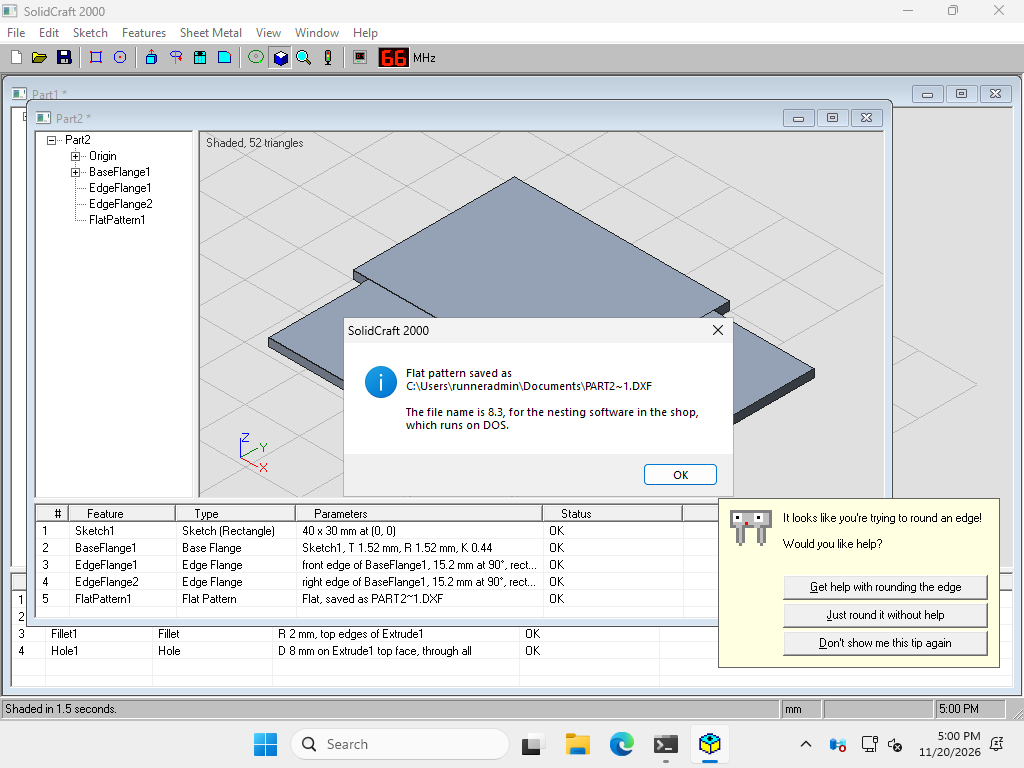 SolidCraft 2000
File Edit Sketch Features Sheet Metal View Window Help
66 MHz
Part1 *
Part2 *
Part2
Origin
BaseFlange1
EdgeFlange1
EdgeFlange2
FlatPattern1
Shaded, 52 triangles
Z
Y
X
SolidCraft 2000
Flat pattern saved as
C:\Users\runneradmin\Documents\PART2~1.DXF
The file name is 8.3, for the nesting software in the shop,
which runs on DOS.
OK
# Feature Type Parameters Status
1 Sketch1 Sketch (Rectangle) 40 x 30 mm at (0, 0) OK
2 BaseFlange1 Base Flange Sketch1, T 1.52 mm, R 1.52 mm, K 0.44 OK
3 EdgeFlange1 Edge Flange front edge of BaseFlange1, 15.2 mm at 90°, rect... OK
4 EdgeFlange2 Edge Flange right edge of BaseFlange1, 15.2 mm at 90°, rect... OK
5 FlatPattern1 Flat Pattern Flat, saved as PART2~1.DXF OK
1
2
3 Fillet1 Fillet R 2 mm, top edges of Extrude1 OK
4 Hole1 Hole D 8 mm on Extrude1 top face, through all OK
It looks like you're trying to round an edge!
Would you like help?
Get help with rounding the edge
Just round it without help
Don't show me this tip again
Shaded in 1.5 seconds.
mm
5:00 PM
Search
5:00 PM
11/20/2026